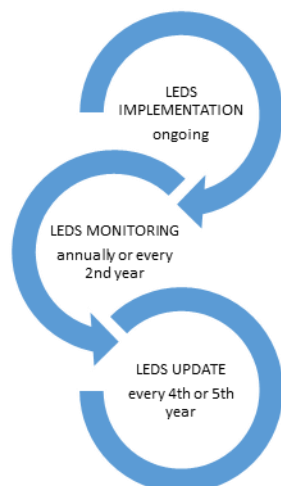 LEDS
IMPLEMENTATION
ongoing
LEDS MONITORING
annually or every
2nd year
LEDS UPDATE
every 4th or 5th
year